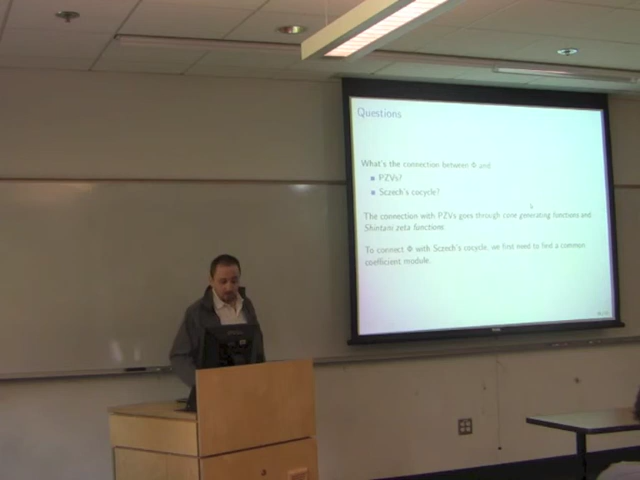 Questions
What's the connection between Φ and
PZVs?
Sczech's cocycle?
The connection with PZVs goes through cone generating functions and
Shintani zeta functions.
To connect Φ with Sczech's cocycle, we first need to find a common
coefficient module.